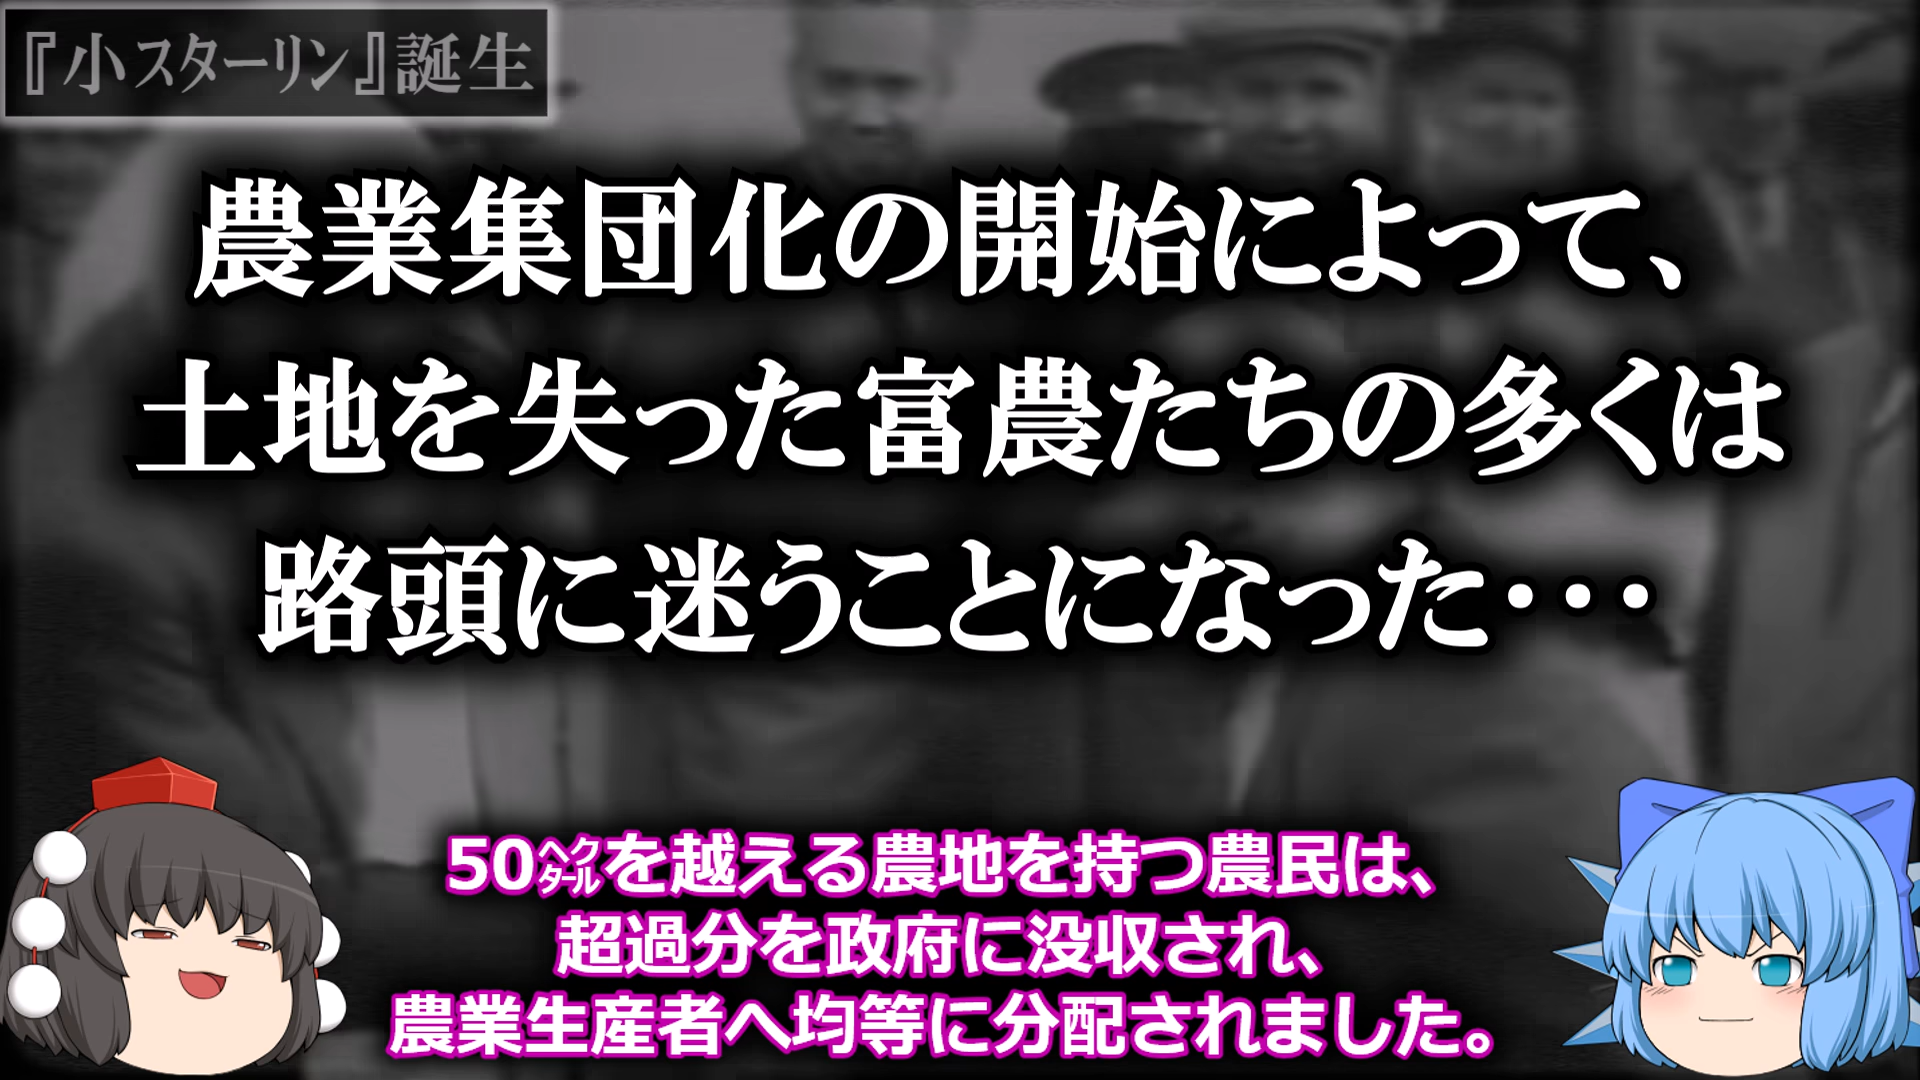 『小スターリン』誕生
農業集団化の開始によって、
土地を失った富農たちの多くは
路頭に迷うことになった・・・
50㌶を越える農地を持つ農民は、
超過分を政府に没収され、
農業生産者へ均等に分配されました。